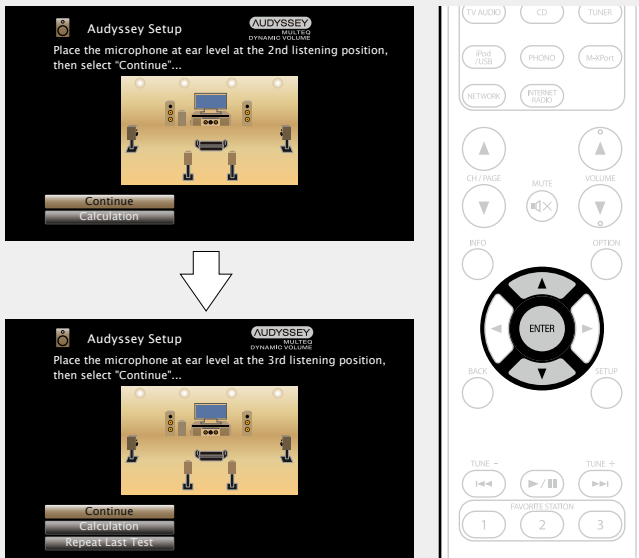 Audyssey Setup
AUDYSSEY
MULTEQ
DYNAMIC VOLUME
Place the microphone at ear level at the 2nd listening position,
then select "Continue"...
Continue
Calculation
Audyssey Setup
AUDYSSEY
MULTEQ
DYNAMIC VOLUME
Place the microphone at ear level at the 3rd listening position,
then select "Continue"...
Continue
Calculation
Repeat Last Test
TV AUDIO CD TUNER
iPod
/USB
PHONO M-XPort
NETWORK
INTERNET
RADIO
CH / PAGE MUTE VOLUME
INFO OPTION
ENTER
BACK SETUP
TUNE - TUNE +
FAVORITE STATION
1 2 3